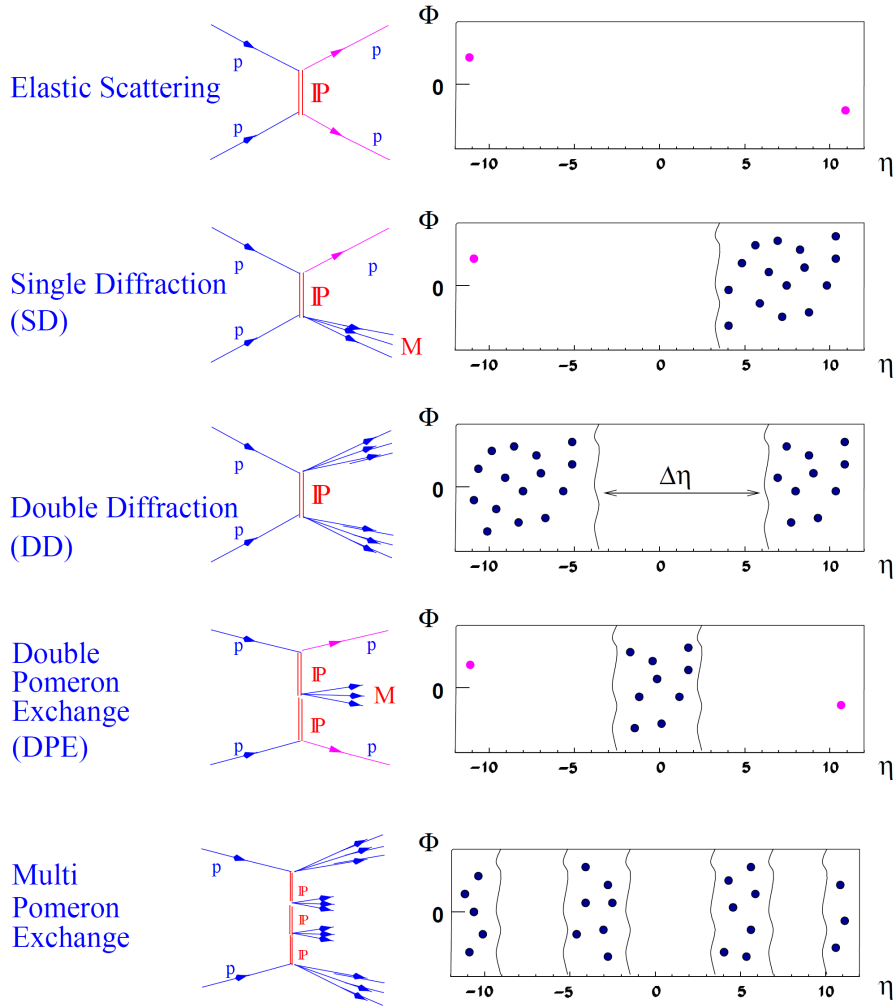 Elastic Scattering
p
p
p
p
ℙ
Φ
0
-10 -5 0 5 10 η
Single Diffraction
(SD)
p
p
p
ℙ
M
Φ
0
-10 -5 0 5 10 η
Double Diffraction
(DD)
p
p
ℙ
Φ
0
Δη
-10 -5 0 5 10 η
Double
Pomeron
Exchange
(DPE)
p
p
p
p
ℙ
ℙ
M
Φ
0
-10 -5 0 5 10 η
Multi
Pomeron
Exchange
p
p
ℙ
ℙ
ℙ
Φ
0
-10 -5 0 5 10 η